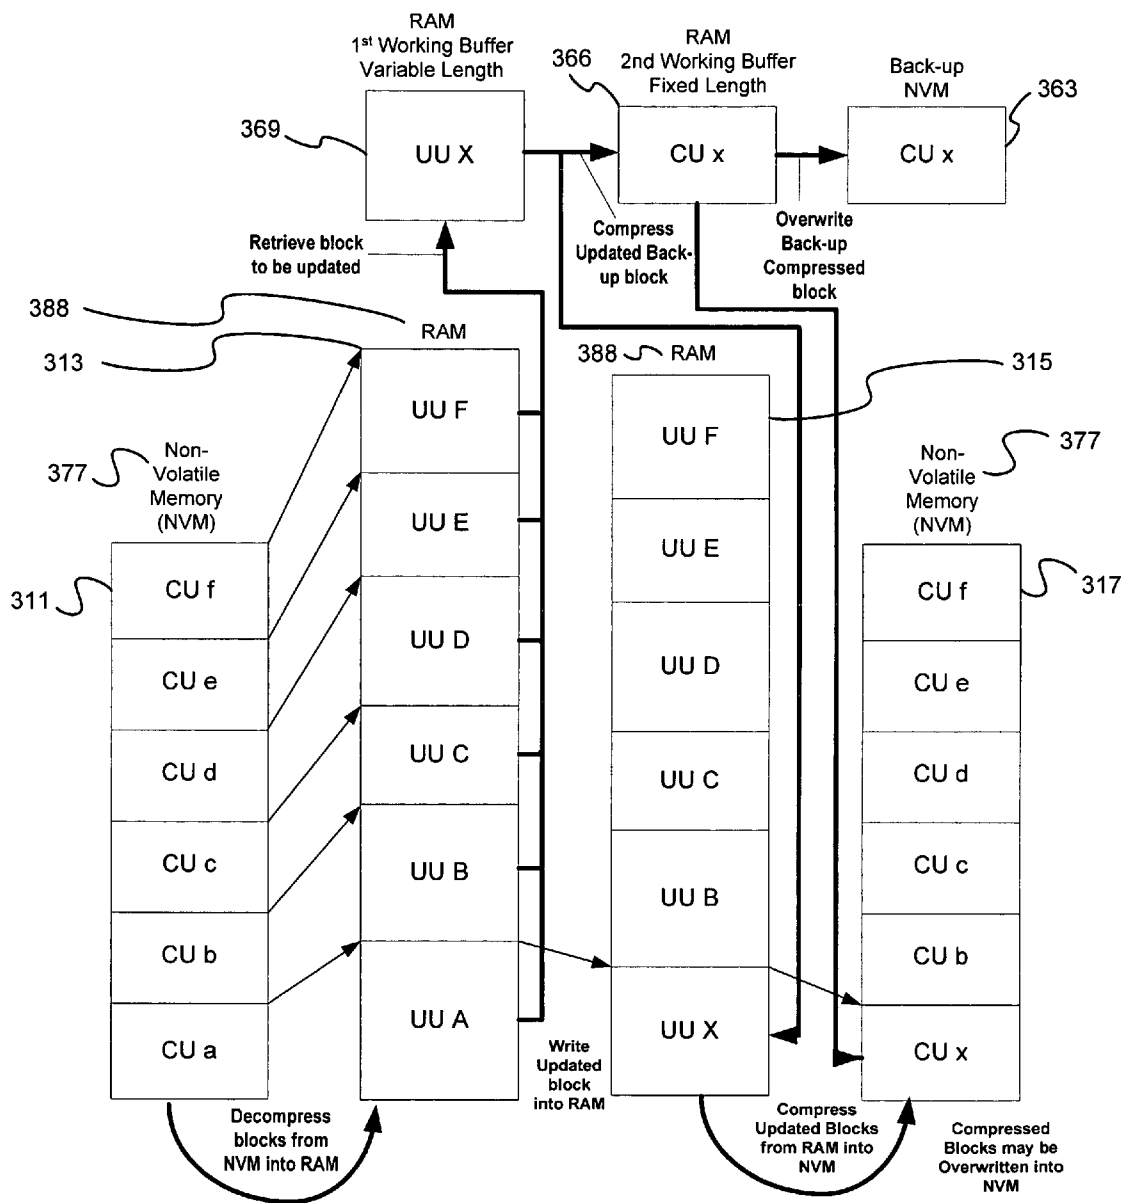 RAM
1st Working Buffer
Variable Length
RAM
2nd Working Buffer
Fixed Length
Back-up
NVM
366
363
369
UU X
CU x
CU x
Retrieve block
to be updated
Compress
Updated Back-
up block
Overwrite
Back-up
Compressed
block
388
RAM
313
388
RAM
315
377
Non-
Volatile
Memory
(NVM)
Non-
Volatile
Memory
(NVM)
377
311
317
CU f
CU e
CU d
CU c
CU b
CU a
UU F
UU E
UU D
UU C
UU B
UU A
UU F
UU E
UU D
UU C
UU B
UU X
CU f
CU e
CU d
CU c
CU b
CU x
Decompress
blocks from
NVM into RAM
Write
Updated
block
into RAM
Compress
Updated Blocks
from RAM into
NVM
Compressed
Blocks may be
Overwritten into
NVM